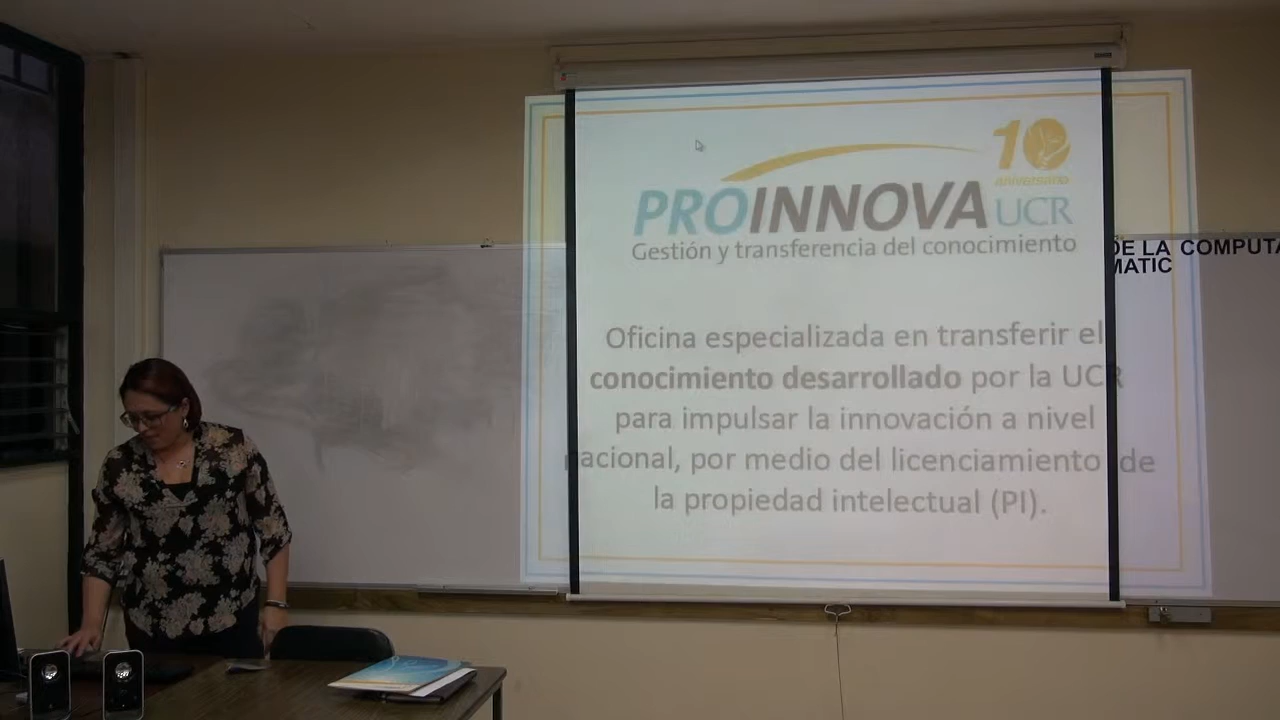 10
aniversario
PROINNOVA UCR
Gestión y transferencia del conocimiento
DE LA COMPUTA
MATIC
Oficina especializada en transferir el
conocimiento desarrollado por la UCR
para impulsar la innovación a nivel
nacional, por medio del licenciamiento de
la propiedad intelectual (PI).